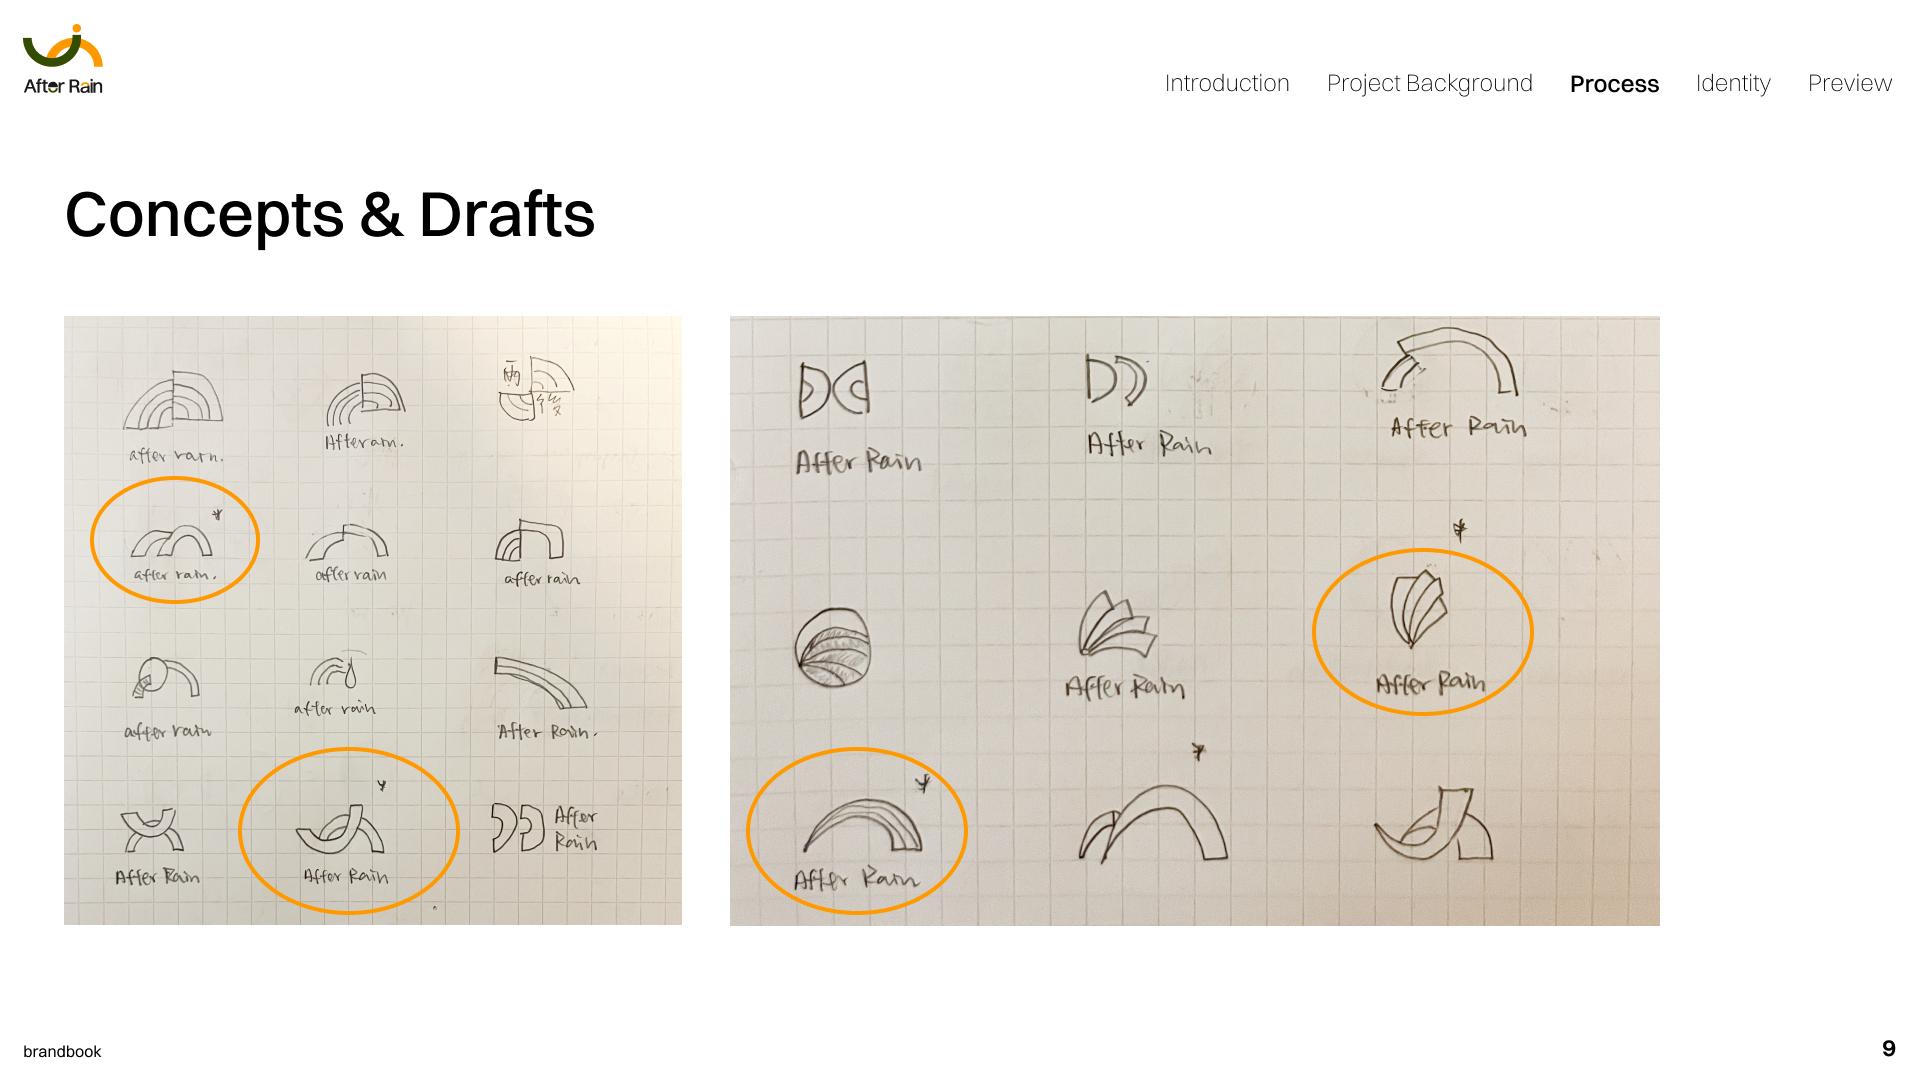 After Rain
Introduction
Project Background
Process
Identity
Preview
Concepts & Drafts
after rain.
雨
after rain.
after rain
after rain
after rain
after rain
After Rain.
After Rain
After Rain
After
Rain
After Rain
After Rain
After Rain
After Rain
After Rain
After Rain
brandbook
9